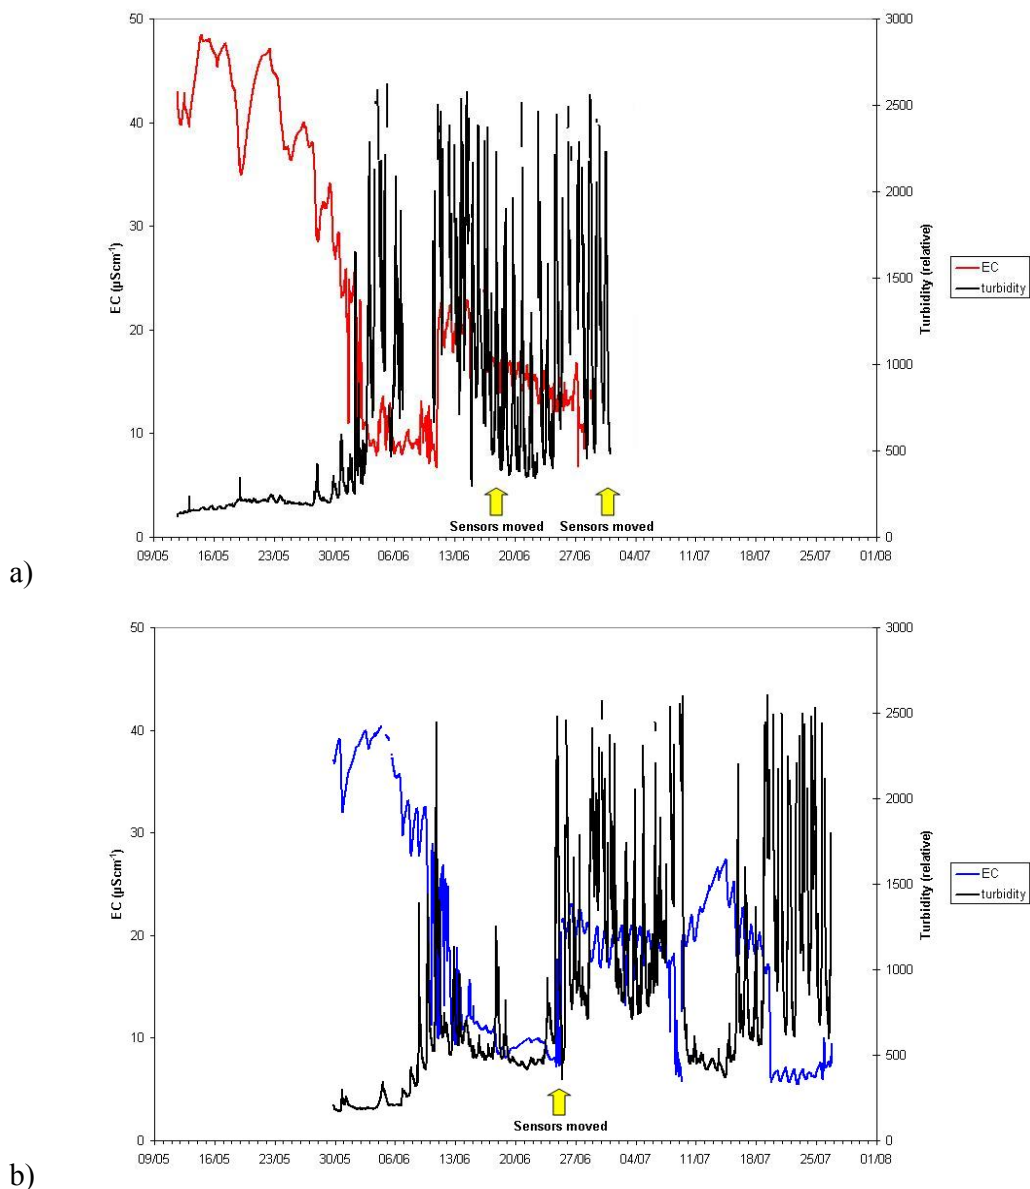 50
3000
40
2500
30
2000
1500
20
1000
10
500
0
0
EC (µScm⁻¹)
Turbidity (relative)
EC
turbidity
Sensors moved
Sensors moved
09/05 16/05 23/05 30/05 06/06 13/06 20/06 27/06 04/07 11/07 18/07 25/07 01/08
a)
50
3000
2500
40
2000
30
1500
20
1000
10
500
0
0
EC (µScm⁻¹)
Turbidity (relative)
EC
turbidity
Sensors moved
09/05 16/05 23/05 30/05 06/06 13/06 20/06 27/06 04/07 11/07 18/07 25/07 01/08
b)